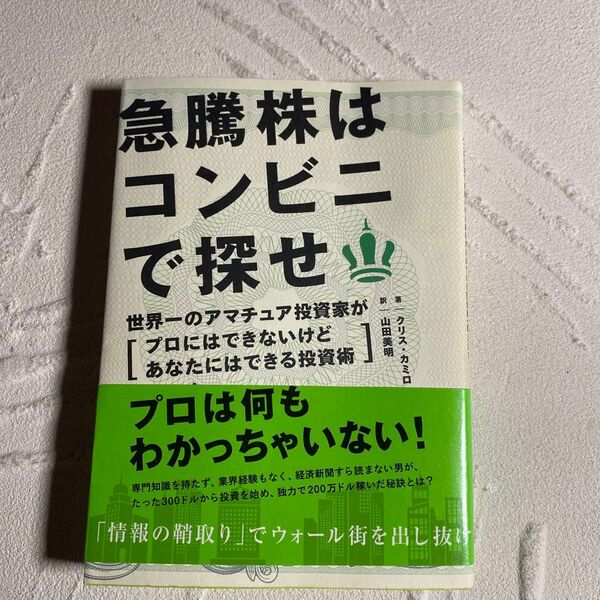 急騰株は
コンビニ
で探せ
世界一のアマチュア投資家が
プロにはできないけど
あなたにはできる投資術
著 クリス・カミロ
訳 山田美明
プロは何も
わかっちゃいない!
専門知識を持たず、業界経験もなく、経済新聞すら読まない男が、
たった300ドルから投資を始め、独力で200万ドル稼いだ秘訣とは?
「情報の鞘取り」でウォール街を出し抜け